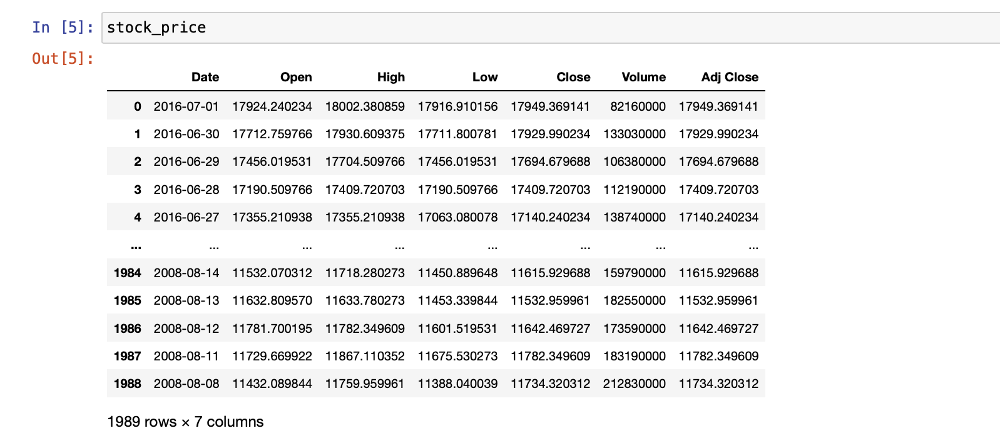 In [5]: stock_price
Out[5]:
Date Open High Low Close Volume Adj Close
0 2016-07-01 17924.240234 18002.380859 17916.910156 17949.369141 82160000 17949.369141
1 2016-06-30 17712.759766 17930.609375 17711.800781 17929.990234 133030000 17929.990234
2 2016-06-29 17456.019531 17704.509766 17456.019531 17694.679688 106380000 17694.679688
3 2016-06-28 17190.509766 17409.720703 17190.509766 17409.720703 112190000 17409.720703
4 2016-06-27 17355.210938 17355.210938 17063.080078 17140.240234 138740000 17140.240234
... ... ... ... ... ... ... ...
1984 2008-08-14 11532.070312 11718.280273 11450.889648 11615.929688 159790000 11615.929688
1985 2008-08-13 11632.809570 11633.780273 11453.339844 11532.959961 182550000 11532.959961
1986 2008-08-12 11781.700195 11782.349609 11601.519531 11642.469727 173590000 11642.469727
1987 2008-08-11 11729.669922 11867.110352 11675.530273 11782.349609 183190000 11782.349609
1988 2008-08-08 11432.089844 11759.959961 11388.040039 11734.320312 212830000 11734.320312
1989 rows × 7 columns